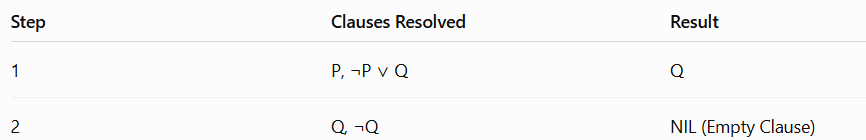 Step Clauses Resolved Result
1 P, ¬P ∨ Q Q
2 Q, ¬Q NIL (Empty Clause)